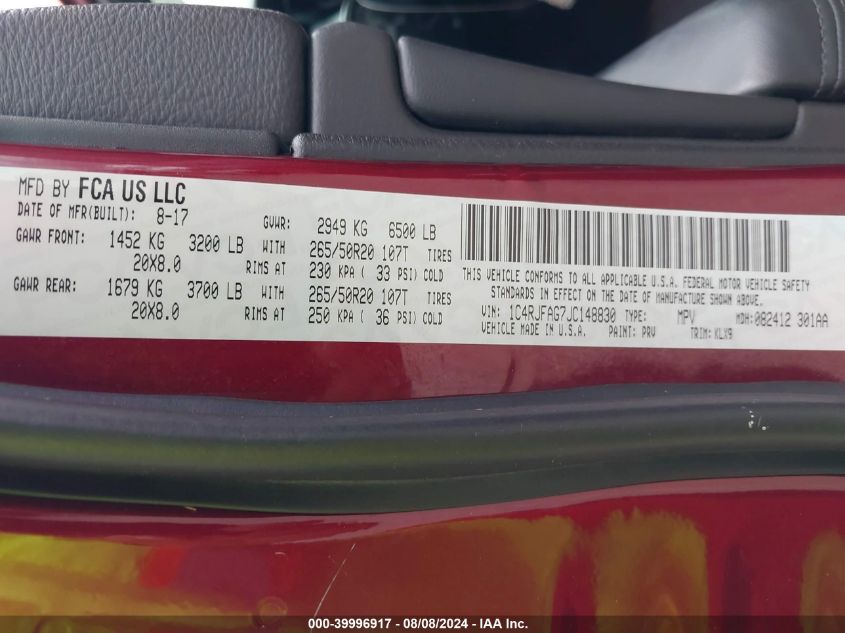 MFD BY FCA US LLC
DATE OF MFR(BUILT): 8-17 GVWR: 2949 KG 6500 LB
GAWR FRONT: 1452 KG 3200 LB WITH 265/50R20 107T TIRES
20X8.0 RIMS AT 230 KPA ( 33 PSI) COLD
GAWR REAR: 1679 KG 3700 LB WITH 265/50R20 107T TIRES
20X8.0 RIMS AT 250 KPA ( 36 PSI) COLD
THIS VEHICLE CONFORMS TO ALL APPLICABLE U.S.A. FEDERAL MOTOR VEHICLE SAFETY
STANDARDS IN EFFECT ON THE DATE OF MANUFACTURE SHOWN ABOVE.
VIN: 1C4RJFAG7JC148830 TYPE: MPV MDH: 082412 301AA
VEHICLE MADE IN U.S.A. PAINT: PRV TRIM: KLX9
000-39996917 - 08/08/2024 - IAA Inc.